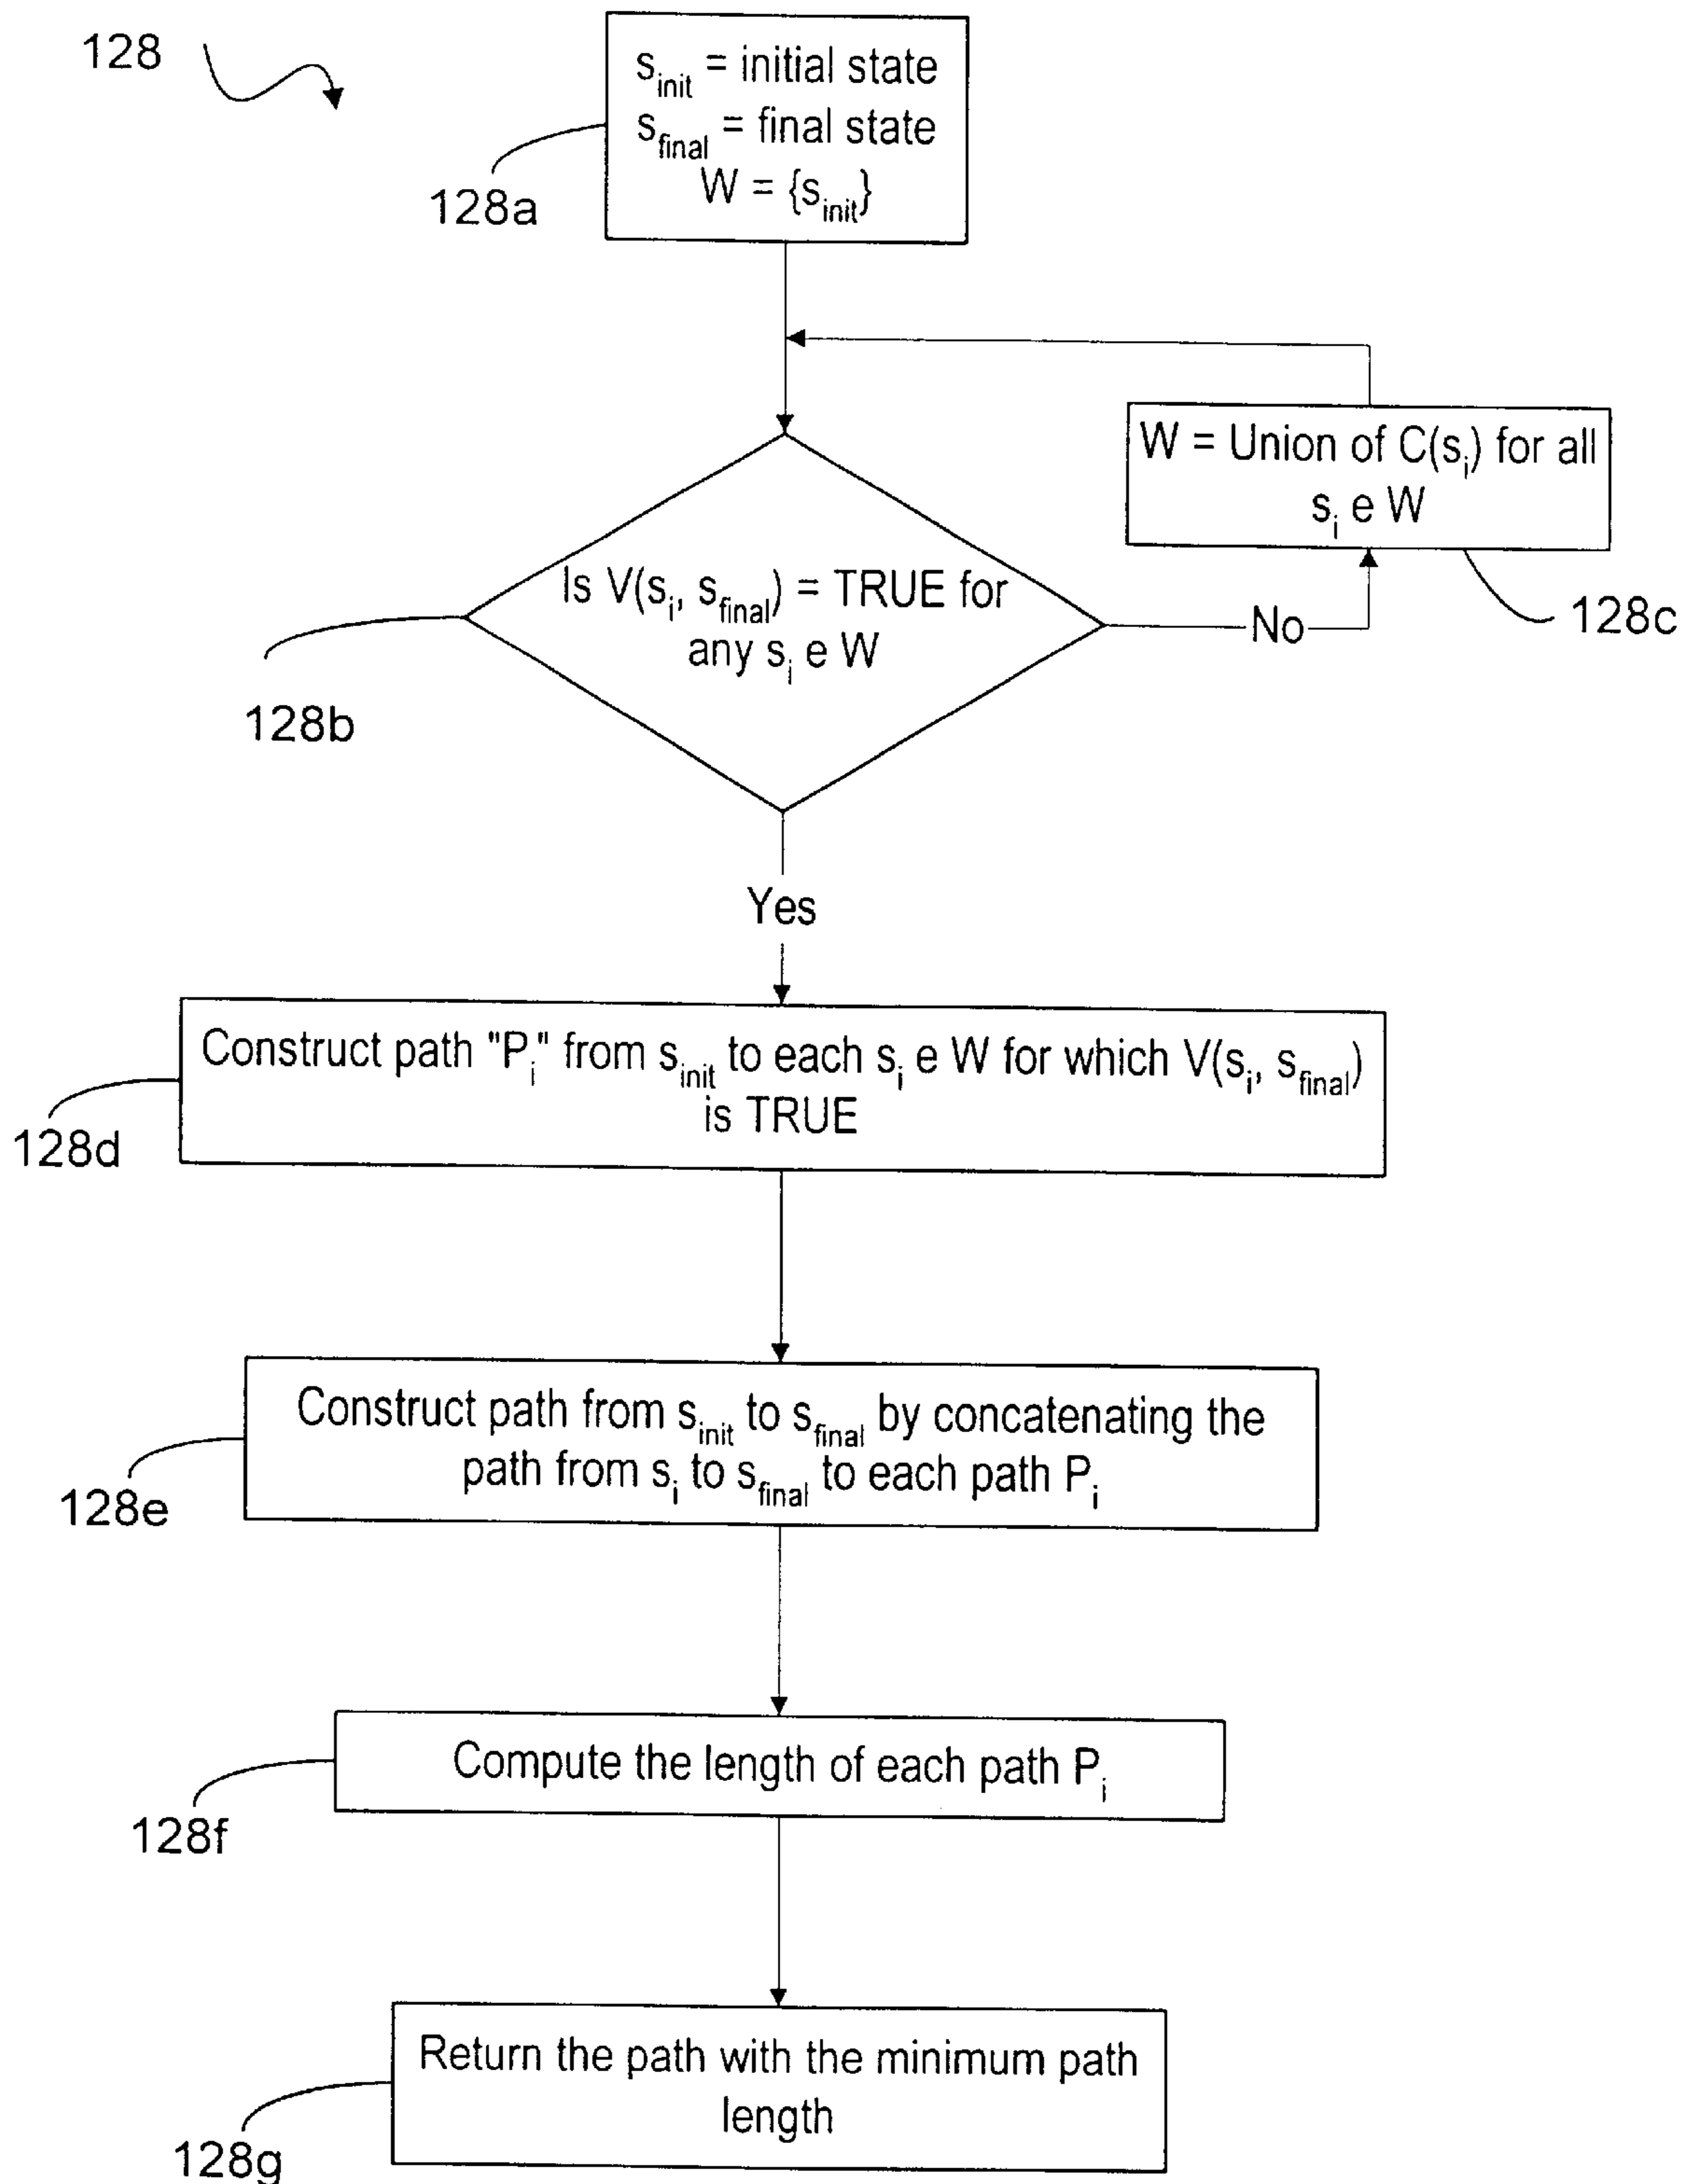 128
s_init = initial state
s_final = final state
W = {s_init}
128a
W = Union of C(s_i) for all
s_i e W
128c
Is V(s_i, s_final) = TRUE for
any s_i e W
No
128b
Yes
Construct path "P_i" from s_init to each s_i e W for which V(s_i, s_final)
is TRUE
128d
Construct path from s_init to s_final by concatenating the
path from s_i to s_final to each path P_i
128e
Compute the length of each path P_i
128f
Return the path with the minimum path
length
128g